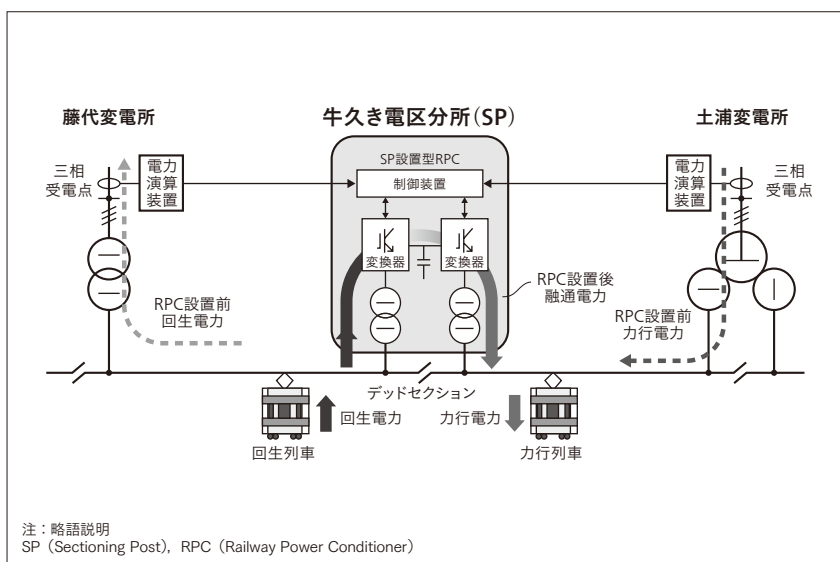 藤代変電所
牛久き電区分所(SP)
土浦変電所
三相
受電点
電力
演算
装置
SP設置型RPC
制御装置
電力
演算
装置
三相
受電点
変換器
変換器
RPC設置前
回生電力
RPC設置後
融通電力
RPC設置前
力行電力
デッドセクション
回生電力
力行電力
回生列車
力行列車
注：略語説明
SP（Sectioning Post），RPC（Railway Power Conditioner）